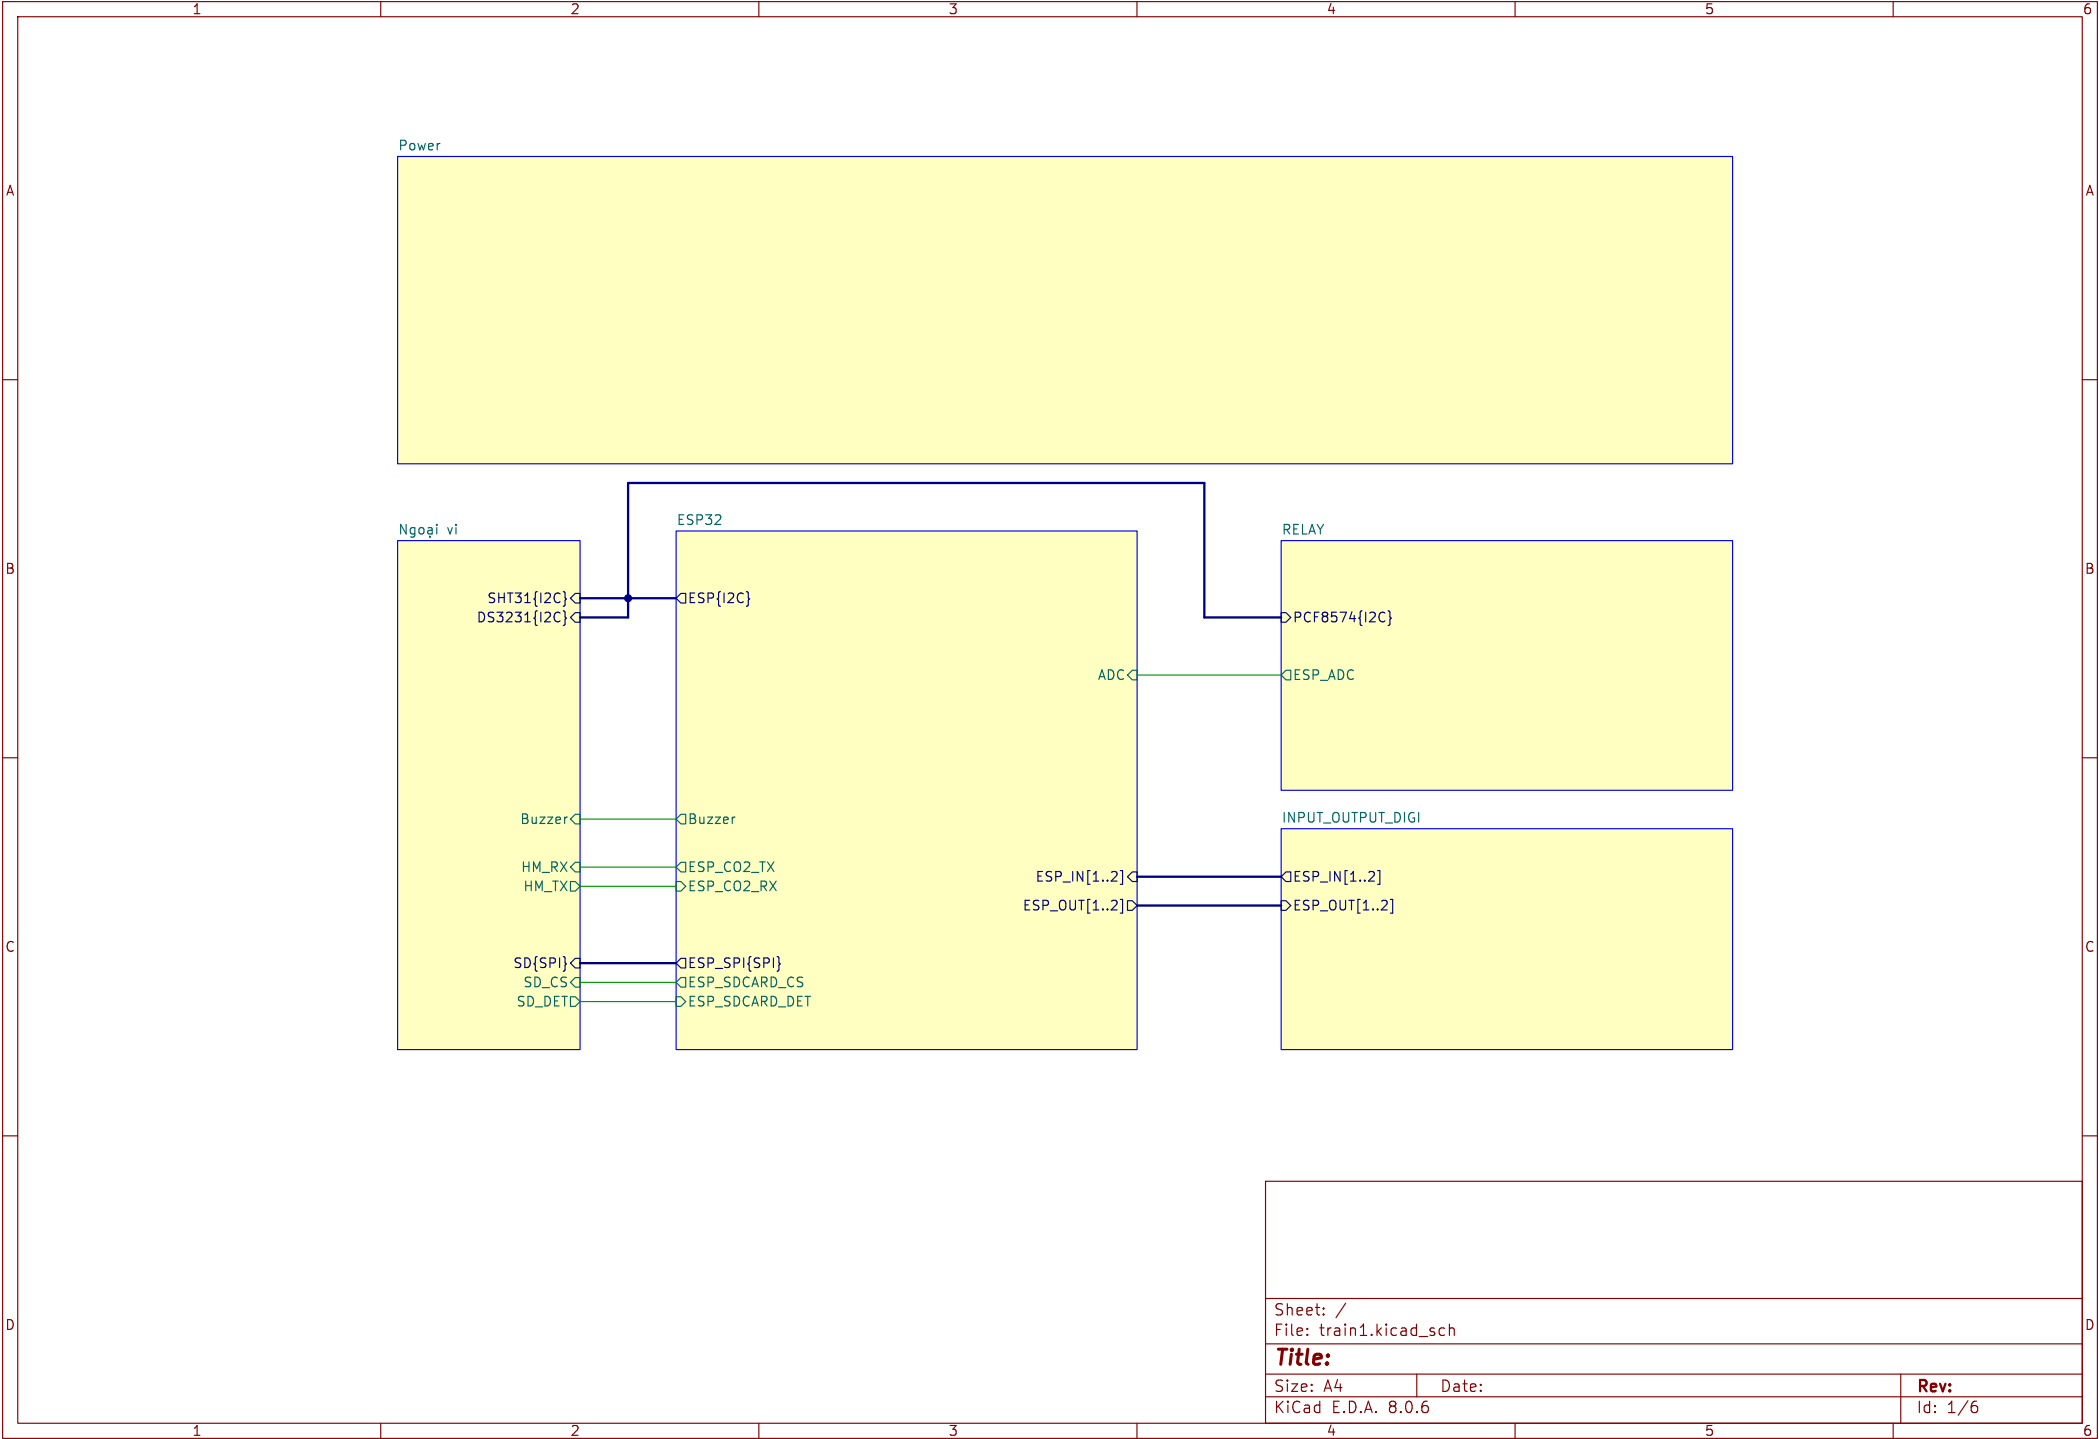 1 2 3 4 5 6
A A
B B
C C
D D
Power
Ngoại vi
SHT31{I2C}
DS3231{I2C}
Buzzer
HM_RX
HM_TX
SD{SPI}
SD_CS
SD_DET
ESP32
ESP{I2C}
Buzzer
ESP_CO2_TX
ESP_CO2_RX
ESP_SPI{SPI}
ESP_SDCARD_CS
ESP_SDCARD_DET
ADC
ESP_IN[1..2]
ESP_OUT[1..2]
RELAY
PCF8574{I2C}
ESP_ADC
INPUT_OUTPUT_DIGI
ESP_IN[1..2]
ESP_OUT[1..2]
Sheet: /
File: train1.kicad_sch
Title:
Size: A4 Date: Rev:
KiCad E.D.A. 8.0.6 Id: 1/6
1 2 3 4 5 6